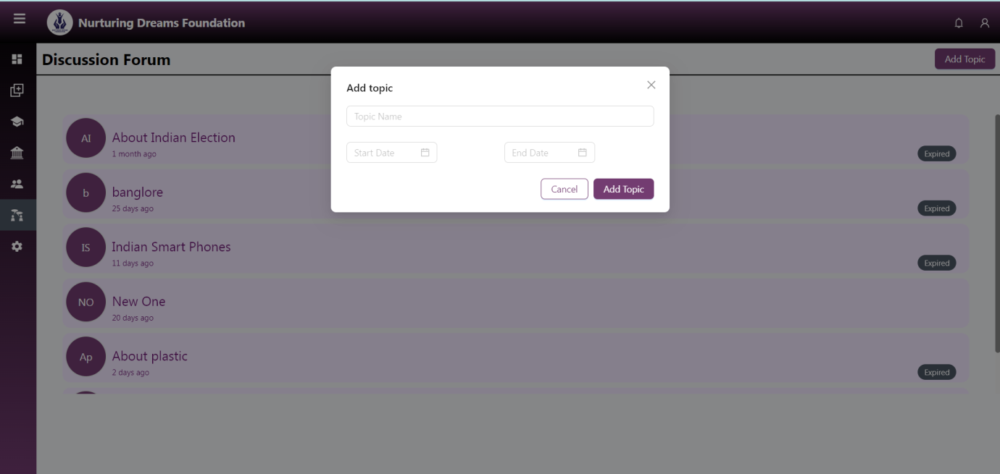 Nurturing Dreams Foundation
Discussion Forum
Add Topic
Add topic
Topic Name
Start Date
End Date
Cancel
Add Topic
AI
About Indian Election
1 month ago
Expired
b
banglore
25 days ago
Expired
IS
Indian Smart Phones
11 days ago
Expired
NO
New One
20 days ago
Ap
About plastic
2 days ago
Expired